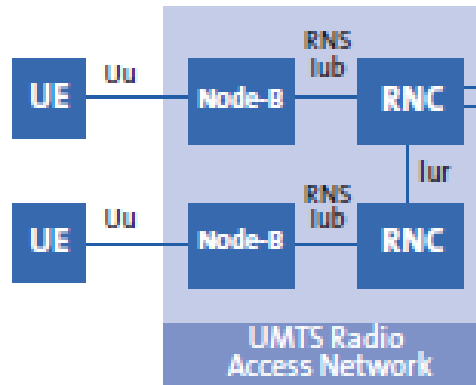 RNS
Uu Iub
UE Node-B RNC
Iur
RNS
Uu Iub
UE Node-B RNC
UMTS Radio
Access Network